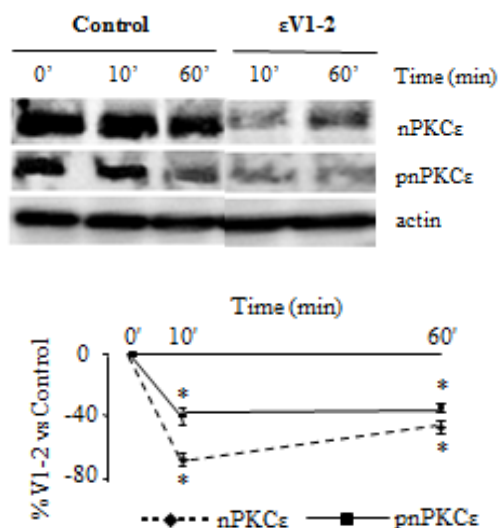 Control εV1-2
0’ 10’ 60’ 10’ 60’ Time (min)
nPKCε
pnPKCε
actin
Time (min)
0’ 10’ 60’
0
-40
-80
% V1-2 vs Control
* *
* *
nPKCε pnPKCε